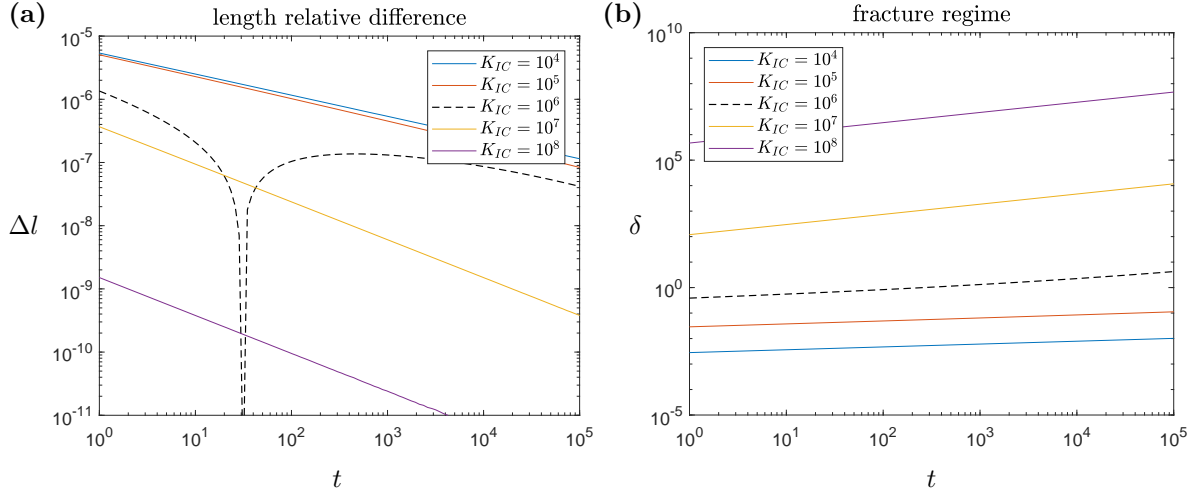 (a)
length relative difference
10^-5
10^-6
10^-7
10^-8
10^-9
10^-10
10^-11
Δl
K_IC = 10^4
K_IC = 10^5
K_IC = 10^6
K_IC = 10^7
K_IC = 10^8
10^0 10^1 10^2 10^3 10^4 10^5
t
(b)
fracture regime
10^10
10^5
10^0
10^-5
δ
K_IC = 10^4
K_IC = 10^5
K_IC = 10^6
K_IC = 10^7
K_IC = 10^8
10^0 10^1 10^2 10^3 10^4 10^5
t